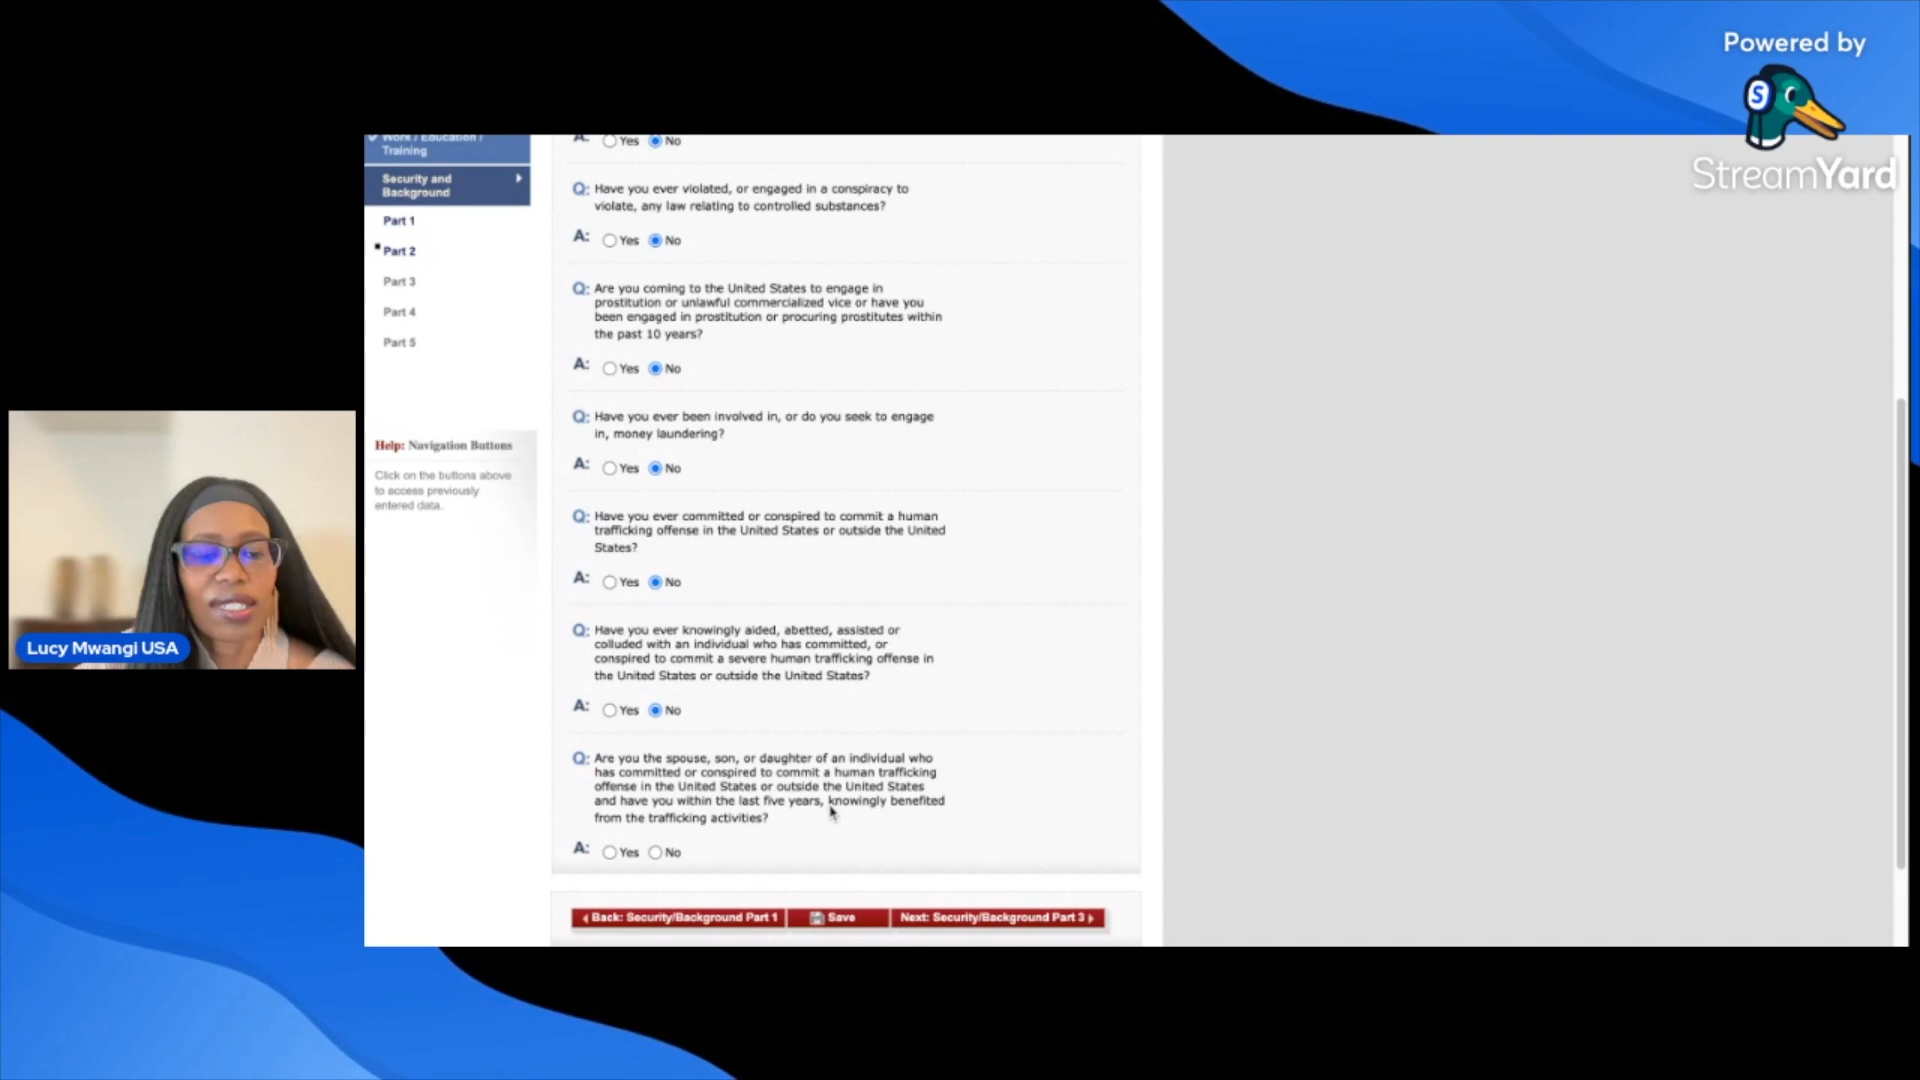 Powered by
StreamYard
Work / Education /
Training
Security and
Background
Part 1
Part 2
Part 3
Part 4
Part 5
Help: Navigation Buttons
Click on the buttons above
to access previously
entered data.
A: Yes No
Q: Have you ever violated, or engaged in a conspiracy to
violate, any law relating to controlled substances?
A: Yes No
Q: Are you coming to the United States to engage in
prostitution or unlawful commercialized vice or have you
been engaged in prostitution or procuring prostitutes within
the past 10 years?
A: Yes No
Q: Have you ever been involved in, or do you seek to engage
in, money laundering?
A: Yes No
Q: Have you ever committed or conspired to commit a human
trafficking offense in the United States or outside the United
States?
A: Yes No
Q: Have you ever knowingly aided, abetted, assisted or
colluded with an individual who has committed, or
conspired to commit a severe human trafficking offense in
the United States or outside the United States?
A: Yes No
Q: Are you the spouse, son, or daughter of an individual who
has committed or conspired to commit a human trafficking
offense in the United States or outside the United States
and have you within the last five years, knowingly benefited
from the trafficking activities?
A: Yes No
Back: Security/Background Part 1
Save
Next: Security/Background Part 3
Lucy Mwangi USA
S